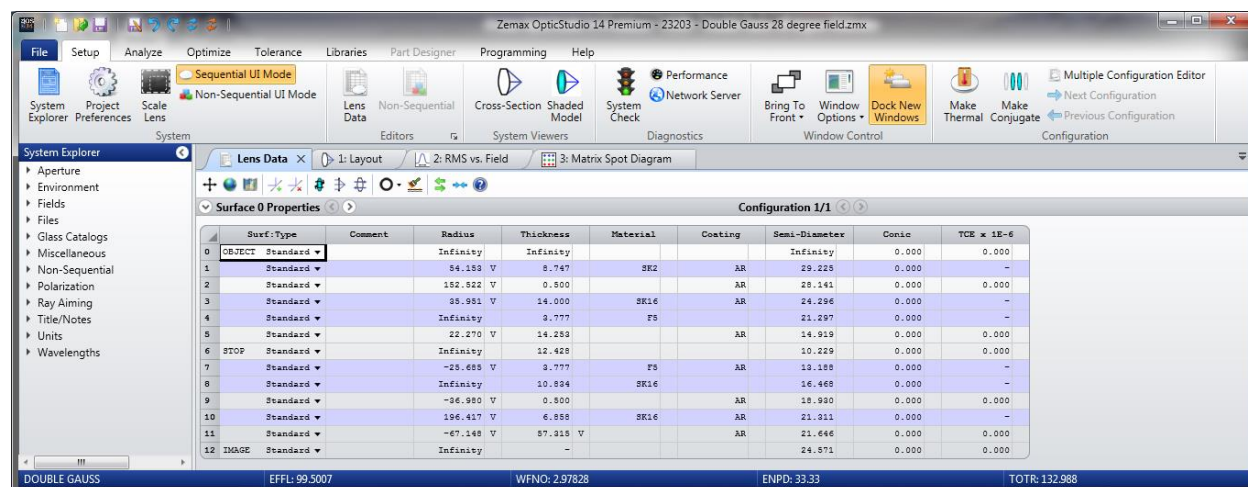 Zemax OpticStudio 14 Premium - 23203 - Double Gauss 28 degree field.zmx
File Setup Analyze Optimize Tolerance Libraries Part Designer Programming Help
System Explorer
Project Preferences
Scale Lens
Sequential UI Mode
Non-Sequential UI Mode
Lens Data
Non-Sequential
Cross-Section
Shaded Model
System Check
Performance
Network Server
Bring To Front
Window Options
Dock New Windows
Make Thermal
Make Conjugate
Multiple Configuration Editor
Next Configuration
Previous Configuration
System Editors System Viewers Diagnostics Window Control Configuration
System Explorer
Aperture
Environment
Fields
Files
Glass Catalogs
Miscellaneous
Non-Sequential
Polarization
Ray Aiming
Title/Notes
Units
Wavelengths
Lens Data × 1: Layout 2: RMS vs. Field 3: Matrix Spot Diagram
Surface 0 Properties Configuration 1/1
Surf:Type Comment Radius Thickness Material Coating Semi-Diameter Conic TCE x 1E-6
0 OBJECT Standard Infinity Infinity Infinity 0.000 0.000
1 Standard 54.153 V 8.747 SK2 AR 29.225 0.000 -
2 Standard 152.522 V 0.500 AR 28.141 0.000 0.000
3 Standard 35.951 V 14.000 SK16 AR 24.296 0.000 -
4 Standard Infinity 3.777 F5 21.297 0.000 -
5 Standard 22.270 V 14.253 AR 14.919 0.000 0.000
6 STOP Standard Infinity 12.428 10.229 0.000 0.000
7 Standard -25.685 V 3.777 F5 AR 13.188 0.000 -
8 Standard Infinity 10.834 SK16 16.468 0.000 -
9 Standard -36.980 V 0.500 AR 18.930 0.000 0.000
10 Standard 196.417 V 6.858 SK16 AR 21.311 0.000 -
11 Standard -67.148 V 57.315 V AR 21.646 0.000 0.000
12 IMAGE Standard Infinity - 24.571 0.000 0.000
DOUBLE GAUSS EFFL: 99.5007 WFNO: 2.97828 ENPD: 33.33 TOTR: 132.988